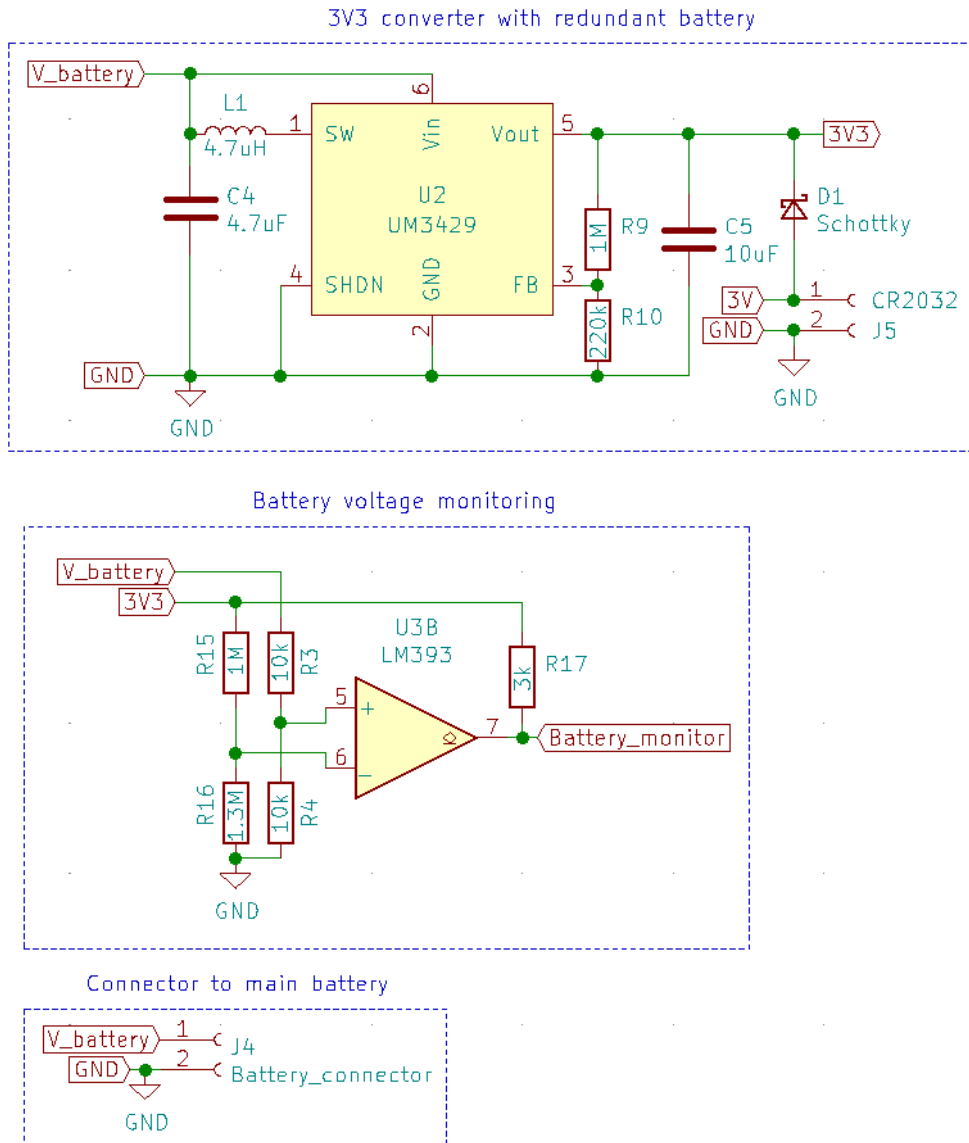 3V3 converter with redundant battery
V_battery
6
L1
1
SW
Vin
Vout
5
3V3
4.7uH
C4
4.7uF
U2
UM3429
1M
R9
C5
10uF
D1
Schottky
4
SHDN
GND
FB
3
3V
1
CR2032
220k
R10
GND
2
J5
2
GND
GND
GND
Battery voltage monitoring
V_battery
3V3
U3B
LM393
R15
1M
10k
R3
3k
R17
5
+
6
−
7
Battery_monitor
R16
1.3M
10k
R4
GND
Connector to main battery
V_battery
1
J4
GND
2
Battery_connector
GND